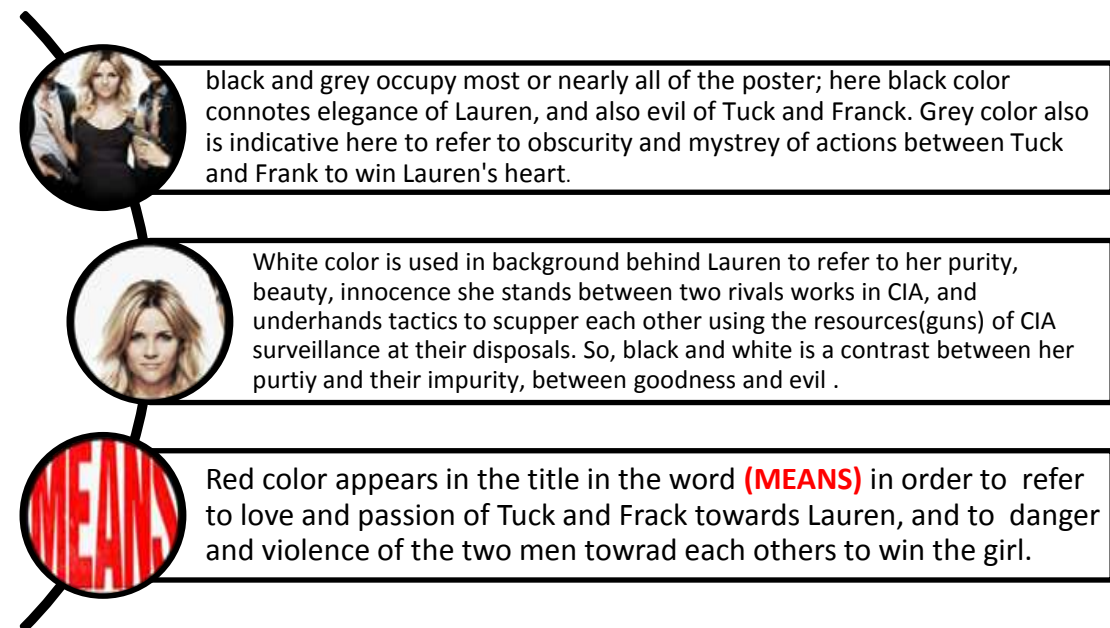 black and grey occupy most or nearly all of the poster; here black color
connotes elegance of Lauren, and also evil of Tuck and Franck. Grey color also
is indicative here to refer to obscurity and mystrey of actions between Tuck
and Frank to win Lauren's heart.
White color is used in background behind Lauren to refer to her purity,
beauty, innocence she stands between two rivals works in CIA, and
underhands tactics to scupper each other using the resources(guns) of CIA
surveillance at their disposals. So, black and white is a contrast between her
purtiy and their impurity, between goodness and evil .
MEANS
Red color appears in the title in the word (MEANS) in order to refer
to love and passion of Tuck and Frack towards Lauren, and to danger
and violence of the two men towrad each others to win the girl.